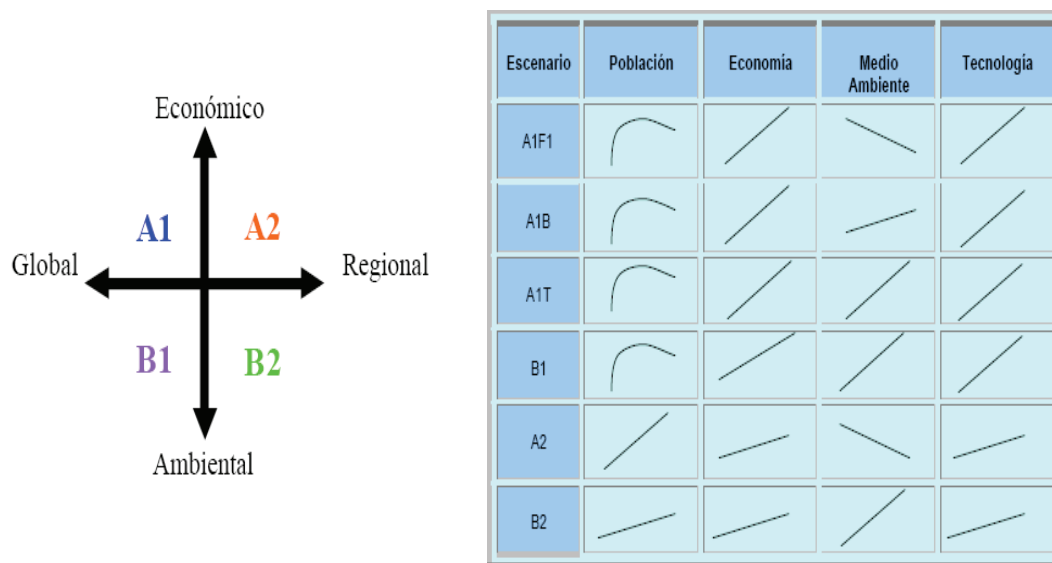 Económico
A1
A2
Global
Regional
B1
B2
Ambiental
Escenario
Población
Economía
Medio
Ambiente
Tecnología
A1F1
A1B
A1T
B1
A2
B2